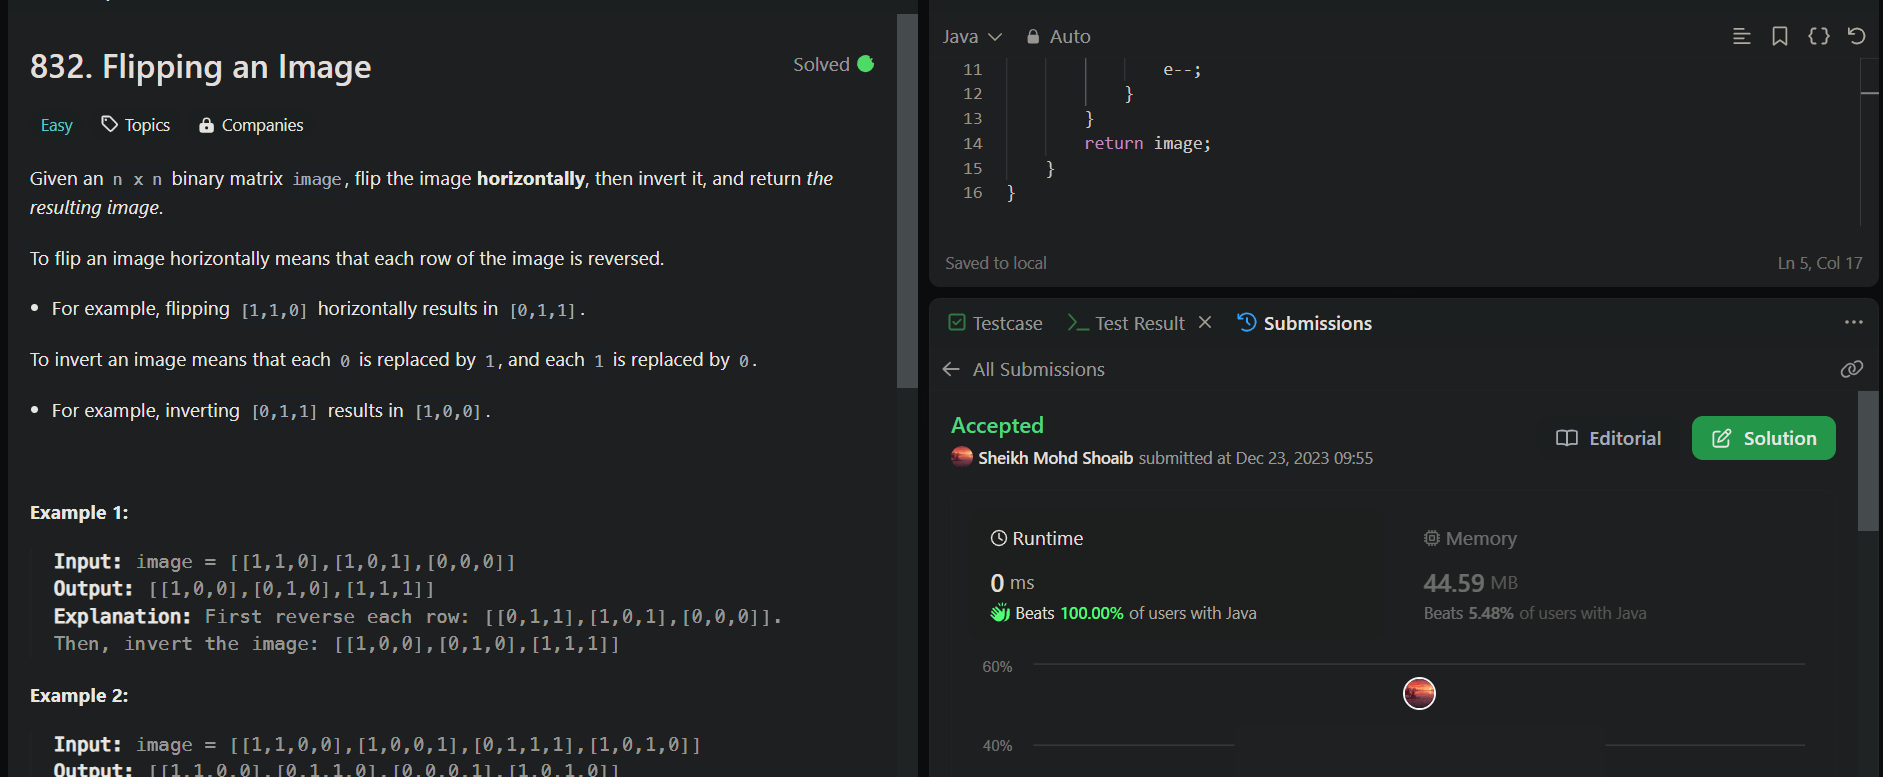 832. Flipping an Image
Solved
Easy Topics Companies
Given an n x n binary matrix image, flip the image horizontally, then invert it, and return the
resulting image.
To flip an image horizontally means that each row of the image is reversed.
• For example, flipping [1,1,0] horizontally results in [0,1,1].
To invert an image means that each 0 is replaced by 1, and each 1 is replaced by 0.
• For example, inverting [0,1,1] results in [1,0,0].
Example 1:
Input: image = [[1,1,0],[1,0,1],[0,0,0]]
Output: [[1,0,0],[0,1,0],[1,1,1]]
Explanation: First reverse each row: [[0,1,1],[1,0,1],[0,0,0]].
Then, invert the image: [[1,0,0],[0,1,0],[1,1,1]]
Example 2:
Input: image = [[1,1,0,0],[1,0,0,1],[0,1,1,1],[1,0,1,0]]
Output: [[1,1,0,0],[0,1,1,0],[0,0,0,1],[1,0,1,0]]
Java Auto
11 e--;
12 }
13 }
14 return image;
15 }
16 }
Saved to local
Ln 5, Col 17
Testcase Test Result Submissions
All Submissions
Accepted
Sheikh Mohd Shoaib submitted at Dec 23, 2023 09:55
Editorial
Solution
Runtime
0 ms
Beats 100.00% of users with Java
Memory
44.59 MB
Beats 5.48% of users with Java
60%
40%